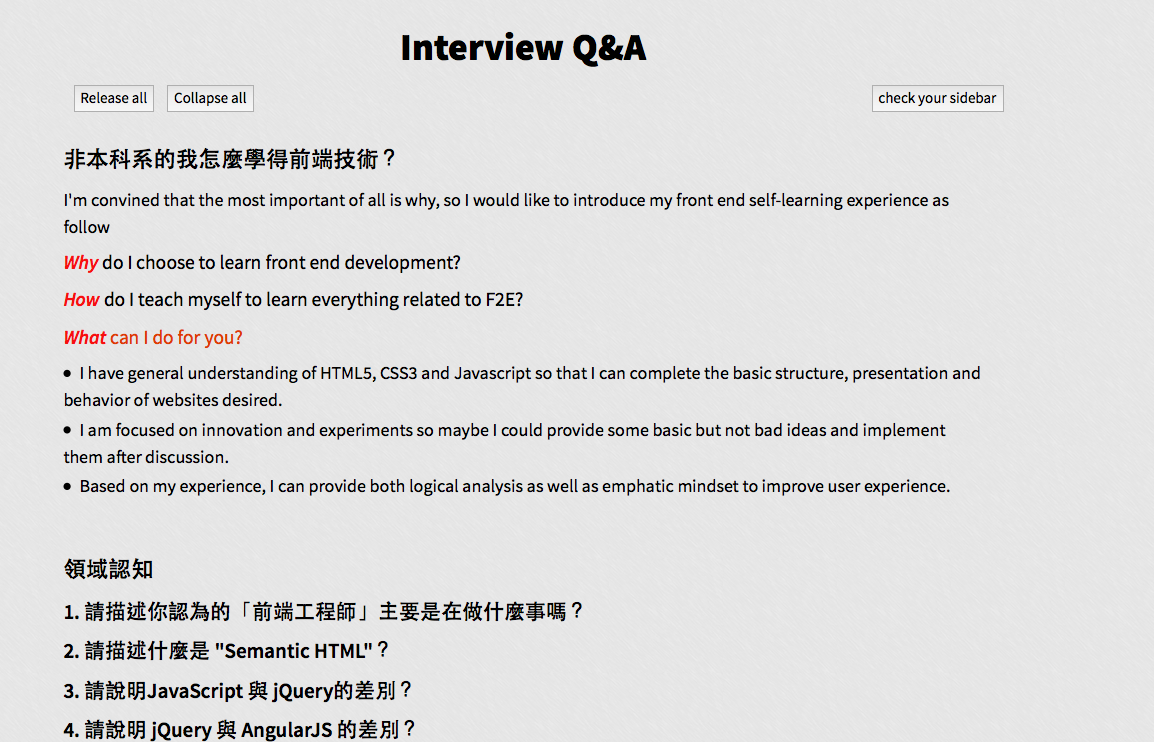 Interview Q&A
Release all
Collapse all
check your sidebar
非本科系的我怎麼學得前端技術？
I'm convined that the most important of all is why, so I would like to introduce my front end self-learning experience as
follow
Why do I choose to learn front end development?
How do I teach myself to learn everything related to F2E?
What can I do for you?
• I have general understanding of HTML5, CSS3 and Javascript so that I can complete the basic structure, presentation and
behavior of websites desired.
• I am focused on innovation and experiments so maybe I could provide some basic but not bad ideas and implement
them after discussion.
• Based on my experience, I can provide both logical analysis as well as emphatic mindset to improve user experience.
領域認知
1. 請描述你認為的「前端工程師」主要是在做什麼事嗎？
2. 請描述什麼是 "Semantic HTML"？
3. 請說明JavaScript 與 jQuery的差別？
4. 請說明 jQuery 與 AngularJS 的差別？